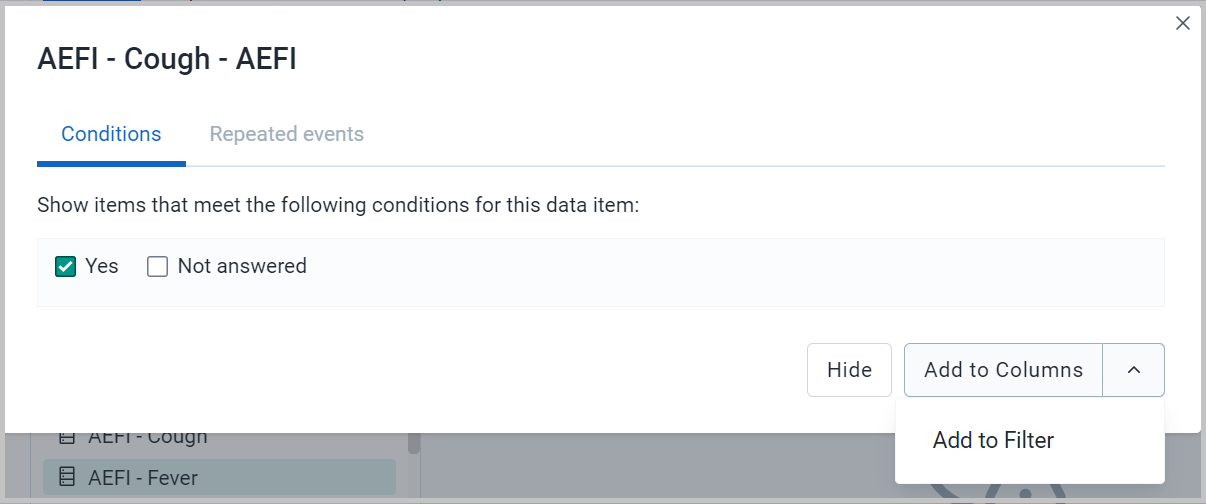 AEFI - Cough - AEFI
Conditions Repeated events
Show items that meet the following conditions for this data item:
Yes Not answered
Hide Add to Columns
Add to Filter
AEFI - Cough
AEFI - Fever